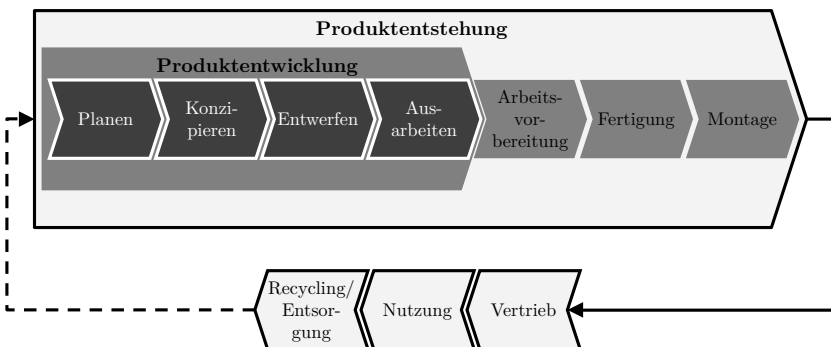 Produktentstehung
Produktentwicklung
Planen
Konzi-
pieren
Entwerfen
Aus-
arbeiten
Arbeits-
vor-
bereitung
Fertigung
Montage
Recycling/
Entsor-
gung
Nutzung
Vertrieb